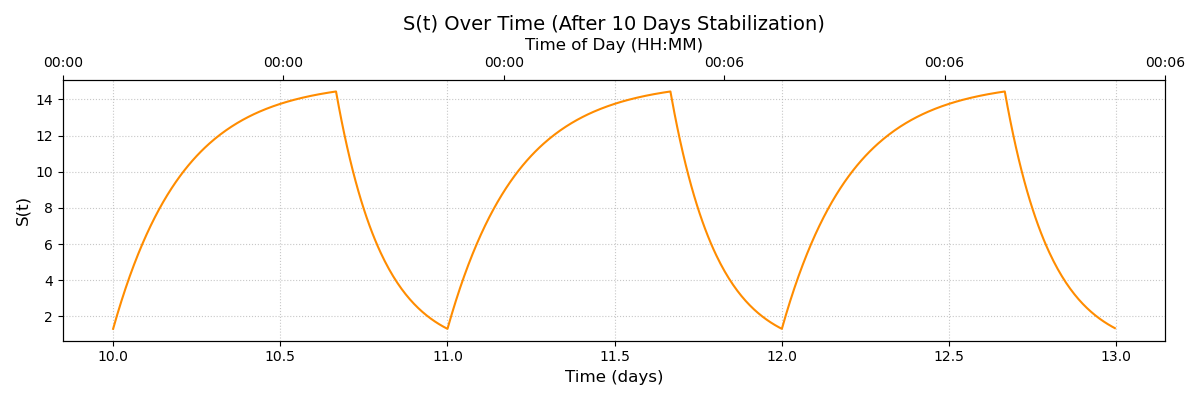 S(t) Over Time (After 10 Days Stabilization)
Time of Day (HH:MM)
00:00 00:00 00:00 00:06 00:06 00:06
14
12
10
8
6
4
2
S(t)
10.0 10.5 11.0 11.5 12.0 12.5 13.0
Time (days)